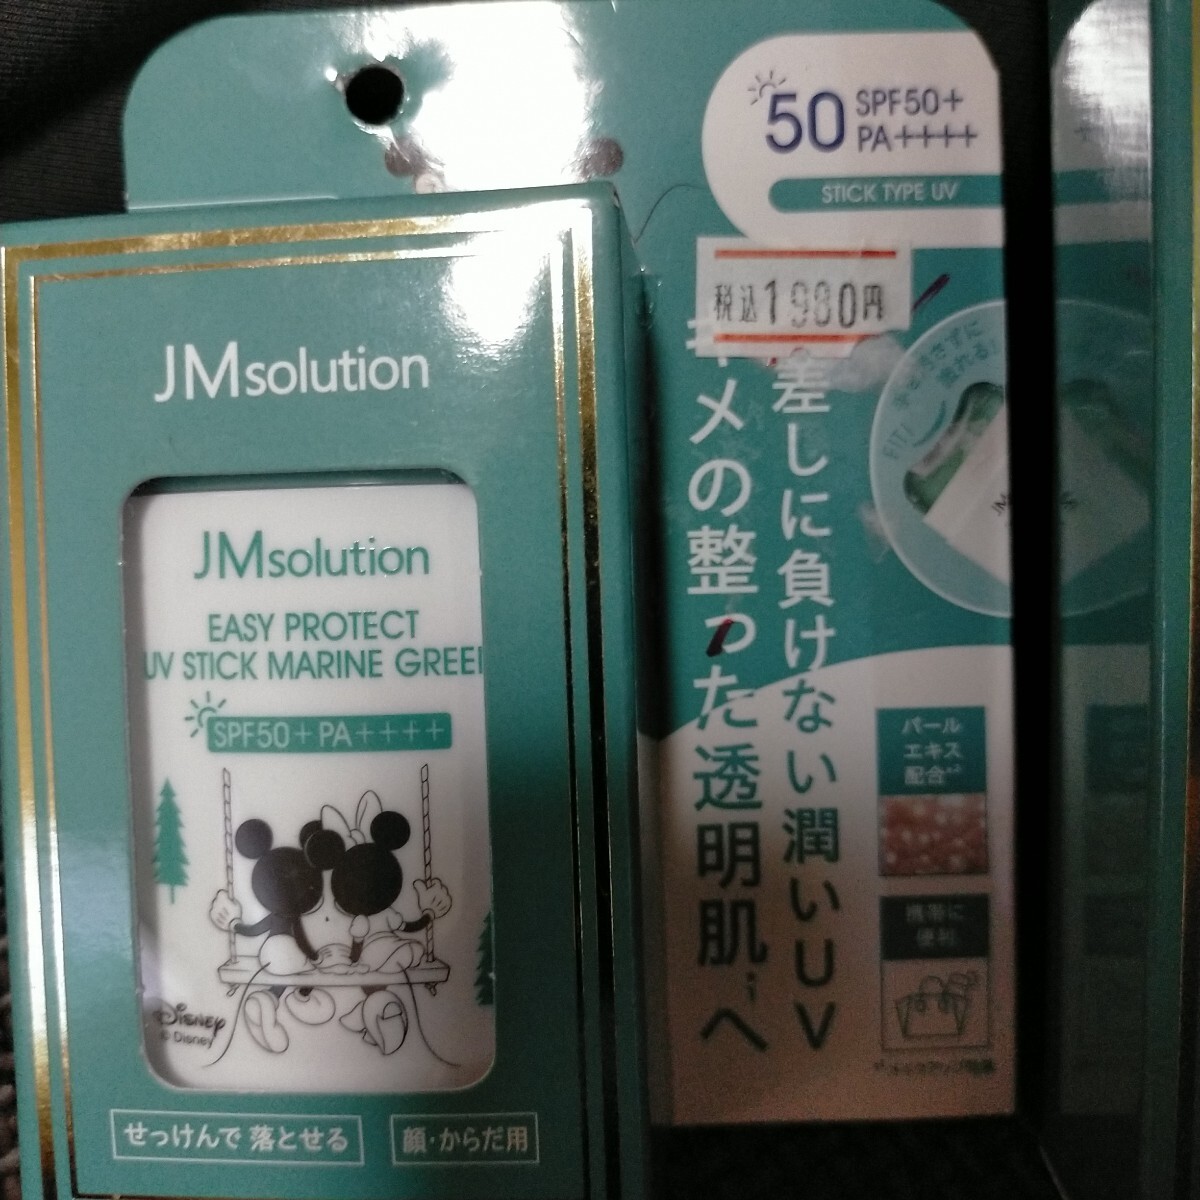 JMsolution
JMsolution
EASY PROTECT
UV STICK MARINE GREE
SPF50+PA++++
Disney
© Disney
せっけんで 落とせる
顔・からだ用
50 SPF50+
PA++++
STICK TYPE UV
税込1980円
差しに負けない潤いUV
キメの整った透明肌*¹へ
FIT!
パール
エキス
配合*²
携帯に
便利